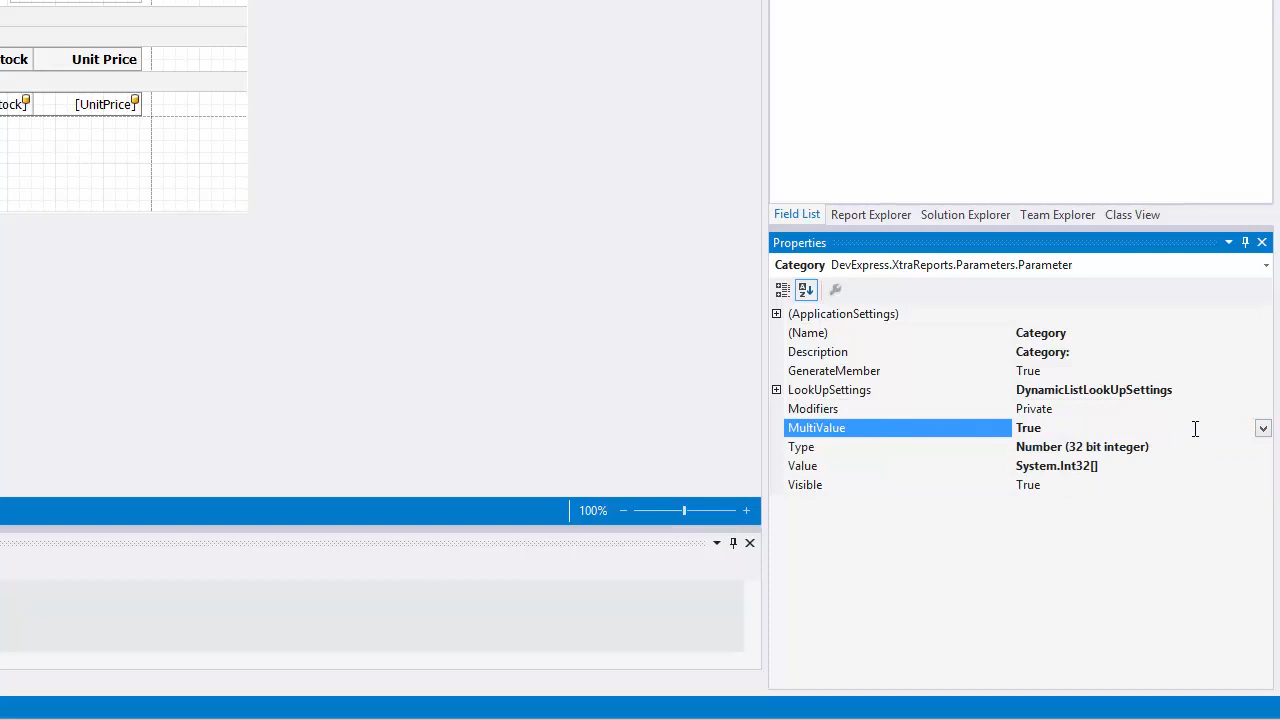 tock Unit Price
tock] [UnitPrice]
Field List Report Explorer Solution Explorer Team Explorer Class View
Properties
Category DevExpress.XtraReports.Parameters.Parameter
(ApplicationSettings)
(Name) Category
Description Category:
GenerateMember True
LookUpSettings DynamicListLookUpSettings
Modifiers Private
MultiValue True
Type Number (32 bit integer)
Value System.Int32[]
Visible True
100%